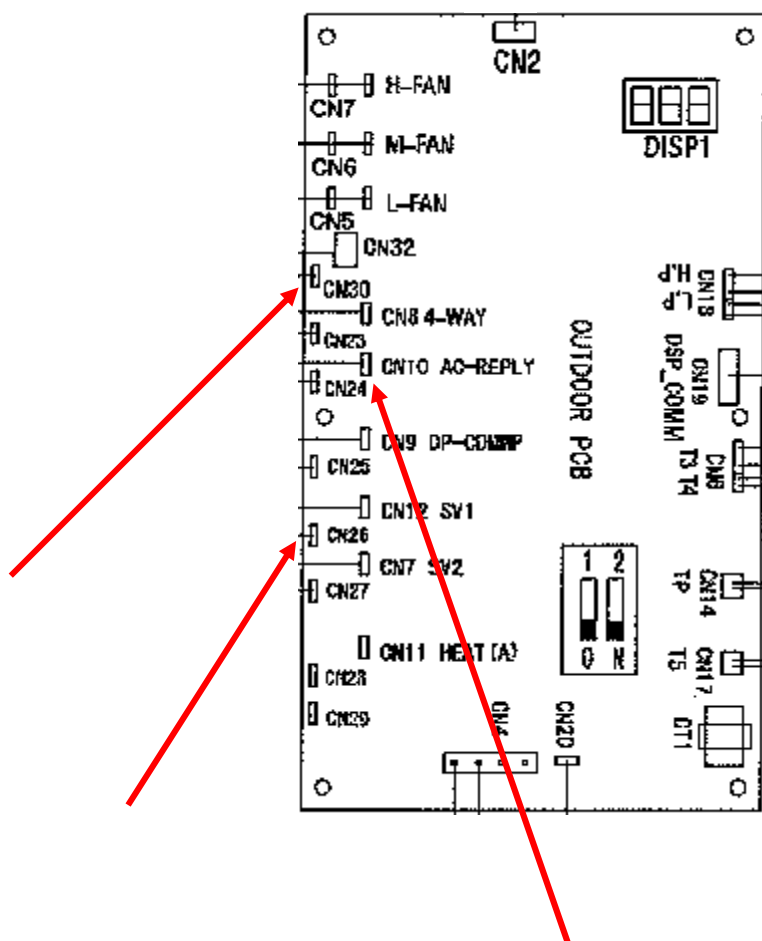 CN2
H-FAN
CN7
DISP1
M-FAN
CN6
L-FAN
CN5
CN32
CN30
H.P
L.P
CN18
CN8 4-WAY
CN23
CN10 AC-REPLY
CN24
OUTDOOR PCB
DSP_COMM
CN19
CN9 DP-COMMP
CN25
T3 T4
CN8
CN12 SV1
CN26
CN7 SV2
1 2
CN27
O N
TP
CN14
CN11 HEAT(A)
CN28
T5
CN17
CN29
CN4
CN20
CT1